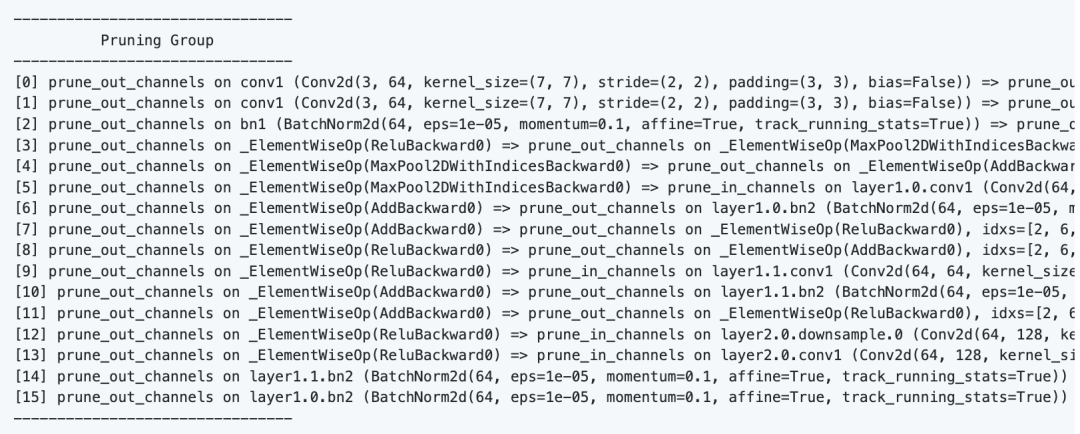 --------------------------------
Pruning Group
--------------------------------
[0] prune_out_channels on conv1 (Conv2d(3, 64, kernel_size=(7, 7), stride=(2, 2), padding=(3, 3), bias=False)) => prune_ou
[1] prune_out_channels on conv1 (Conv2d(3, 64, kernel_size=(7, 7), stride=(2, 2), padding=(3, 3), bias=False)) => prune_ou
[2] prune_out_channels on bn1 (BatchNorm2d(64, eps=1e-05, momentum=0.1, affine=True, track_running_stats=True)) => prune_o
[3] prune_out_channels on _ElementWiseOp(ReluBackward0) => prune_out_channels on _ElementWiseOp(MaxPool2DWithIndicesBackwa
[4] prune_out_channels on _ElementWiseOp(MaxPool2DWithIndicesBackward0) => prune_out_channels on _ElementWiseOp(AddBackwar
[5] prune_out_channels on _ElementWiseOp(MaxPool2DWithIndicesBackward0) => prune_in_channels on layer1.0.conv1 (Conv2d(64,
[6] prune_out_channels on _ElementWiseOp(AddBackward0) => prune_out_channels on layer1.0.bn2 (BatchNorm2d(64, eps=1e-05, m
[7] prune_out_channels on _ElementWiseOp(AddBackward0) => prune_out_channels on _ElementWiseOp(ReluBackward0), idxs=[2, 6,
[8] prune_out_channels on _ElementWiseOp(ReluBackward0) => prune_out_channels on _ElementWiseOp(AddBackward0), idxs=[2, 6,
[9] prune_out_channels on _ElementWiseOp(ReluBackward0) => prune_in_channels on layer1.1.conv1 (Conv2d(64, 64, kernel_size
[10] prune_out_channels on _ElementWiseOp(AddBackward0) => prune_out_channels on layer1.1.bn2 (BatchNorm2d(64, eps=1e-05,
[11] prune_out_channels on _ElementWiseOp(AddBackward0) => prune_out_channels on _ElementWiseOp(ReluBackward0), idxs=[2, 6
[12] prune_out_channels on _ElementWiseOp(ReluBackward0) => prune_in_channels on layer2.0.downsample.0 (Conv2d(64, 128, ke
[13] prune_out_channels on _ElementWiseOp(ReluBackward0) => prune_in_channels on layer2.0.conv1 (Conv2d(64, 128, kernel_si
[14] prune_out_channels on layer1.1.bn2 (BatchNorm2d(64, eps=1e-05, momentum=0.1, affine=True, track_running_stats=True))
[15] prune_out_channels on layer1.0.bn2 (BatchNorm2d(64, eps=1e-05, momentum=0.1, affine=True, track_running_stats=True))
--------------------------------